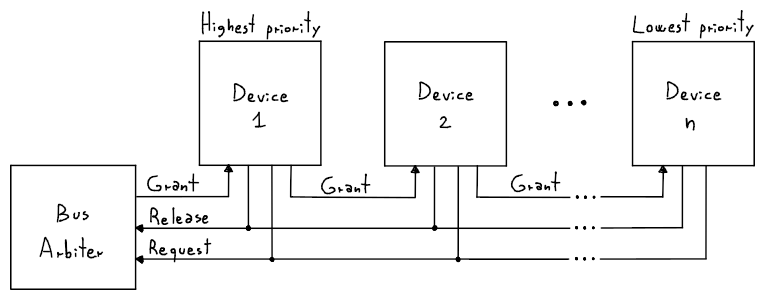 Highest priority
Lowest priority
Device
1
Device
2
...
Device
n
Grant
Grant
Grant
...
Bus
Arbiter
Release
...
Request
...